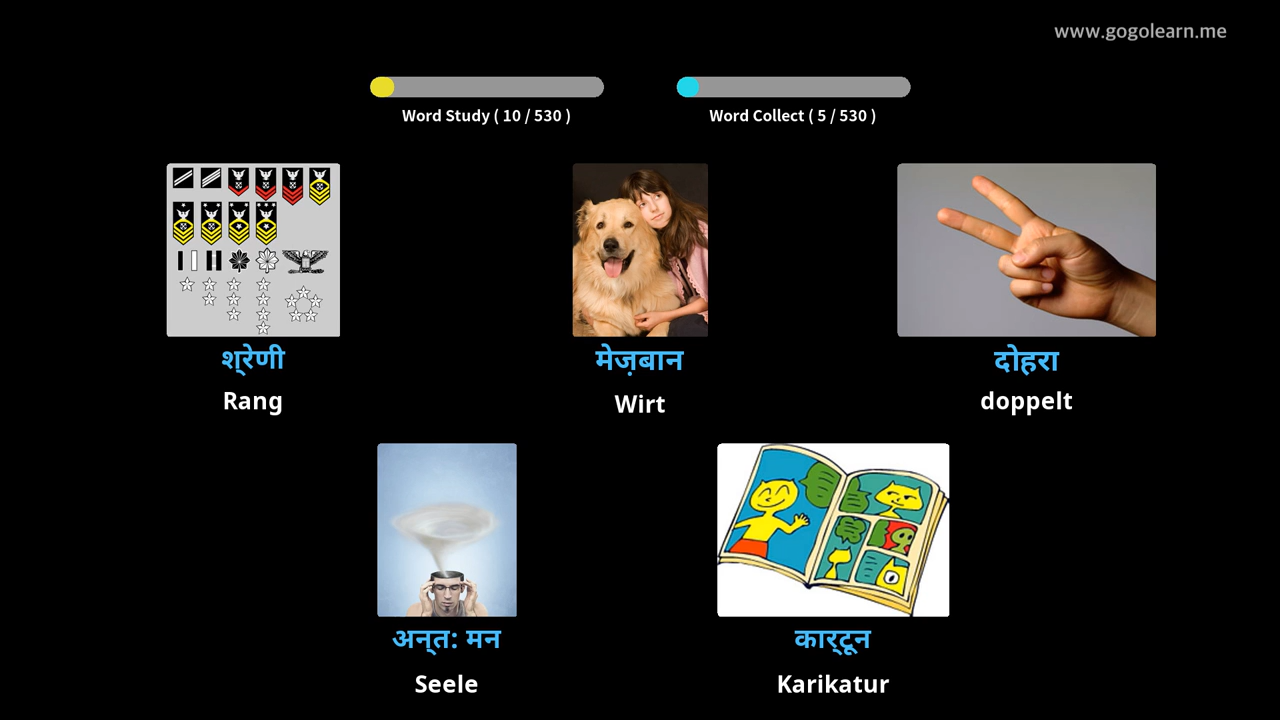 www.gogolearn.me
Word Study ( 10 / 530 )
Word Collect ( 5 / 530 )
श्रेणी
मेज़बान
दोहरा
Rang
Wirt
doppelt
अन्त: मन
कार्टून
Seele
Karikatur